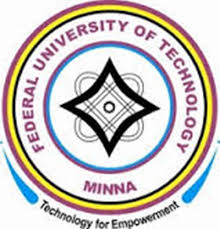 FEDERAL UNIVERSITY OF TECHNOLOGY
MINNA
Technology for Empowerment